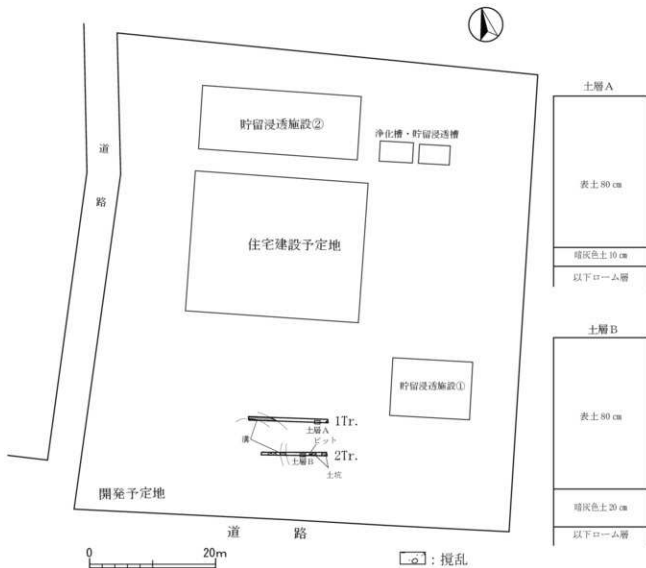 土層A
貯留浸透施設②
浄化槽・貯留浸透槽
道
路
表土 80 ㎝
住宅建設予定地
暗灰色土 10 ㎝
以下ローム層
土層B
貯留浸透施設①
表土 80 ㎝
1Tr.
土層A
溝
ピット
2Tr.
土層B
土坑
開発予定地
暗灰色土 20 ㎝
道 路
以下ローム層
0 20m
：撹乱